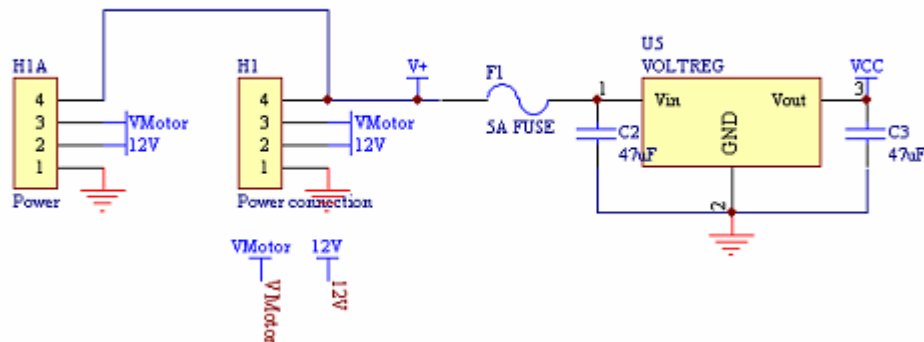 H1A
4
3
2
1
VMotor
12V
Power
H1
4
3
2
1
VMotor
12V
Power connection
VMotor
12V
VMotor
12V
V+
F1
5A FUSE
U5
VOLTREG
1
Vin
Vout
GND
2
3
VCC
C2
47uF
C3
47uF